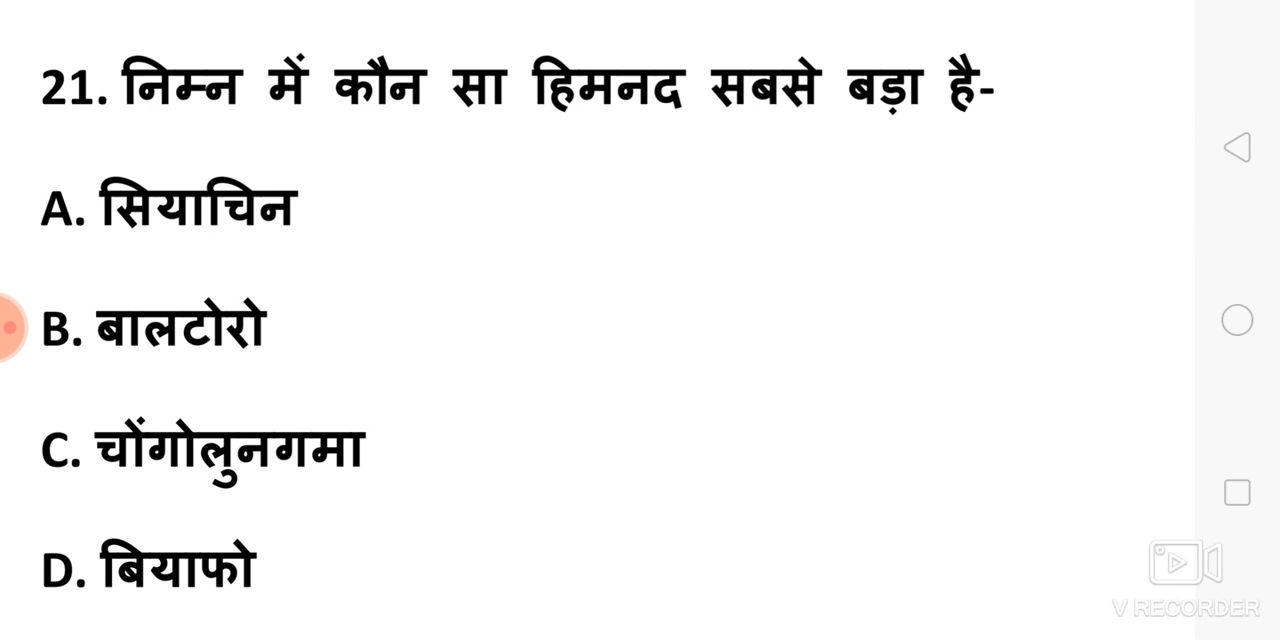 21. निम्न में कौन सा हिमनद सबसे बड़ा है-
A. सियाचिन
B. बालटोरो
C. चोंगोलुनगमा
D. बियाफो
V RECORDER